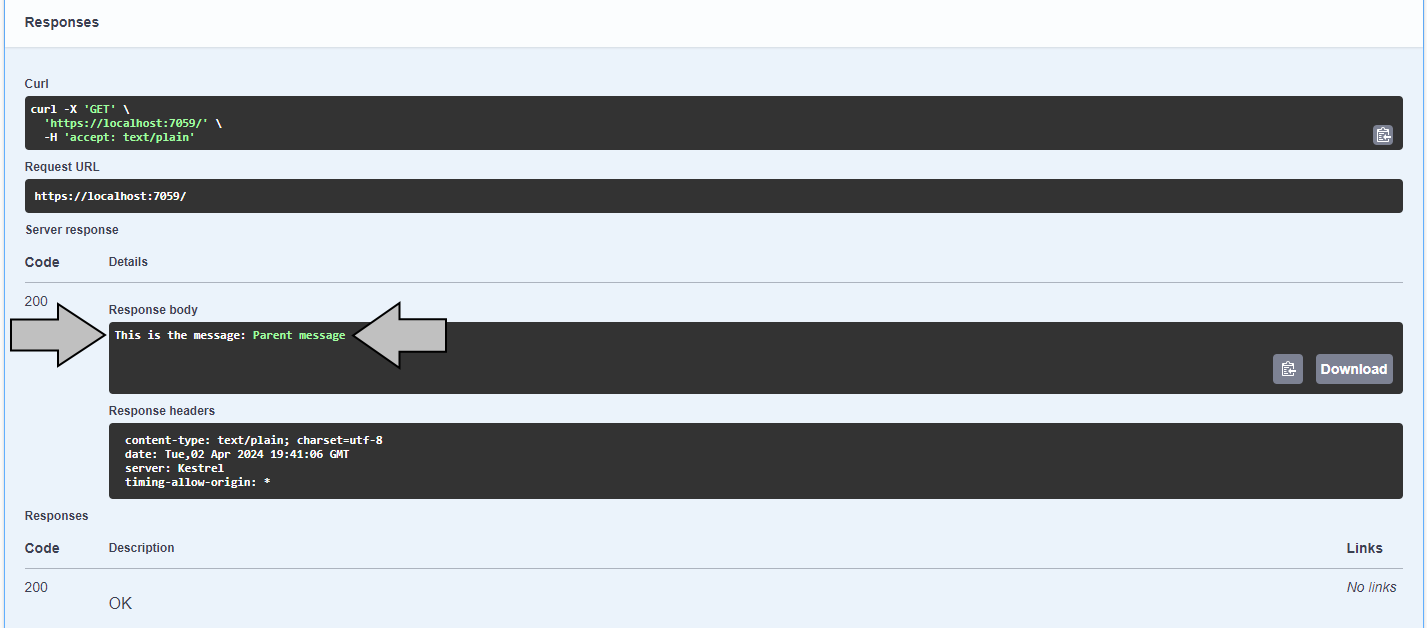 Responses
Curl
curl -X 'GET' \
'https://localhost:7059/' \
-H 'accept: text/plain'
Request URL
https://localhost:7059/
Server response
Code Details
200
Response body
This is the message: Parent message
Download
Response headers
content-type: text/plain; charset=utf-8
date: Tue,02 Apr 2024 19:41:06 GMT
server: Kestrel
timing-allow-origin: *
Responses
Code Description Links
200 No links
OK